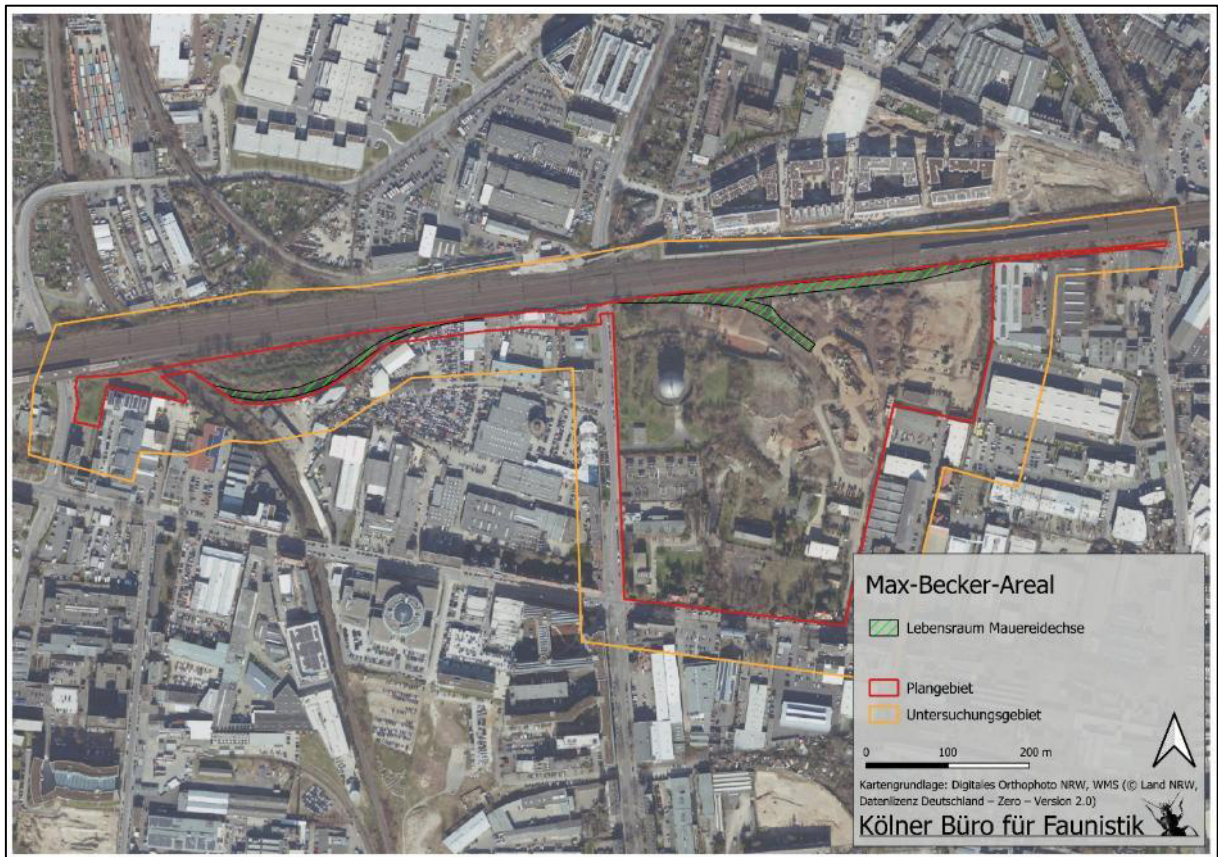 Max-Becker-Areal
Lebensraum Mauereidechse
Plangebiet
Untersuchungsgebiet
0 100 200 m
Kartengrundlage: Digitales Orthophoto NRW, WMS (© Land NRW,
Datenlizenz Deutschland – Zero – Version 2.0)
Kölner Büro für Faunistik